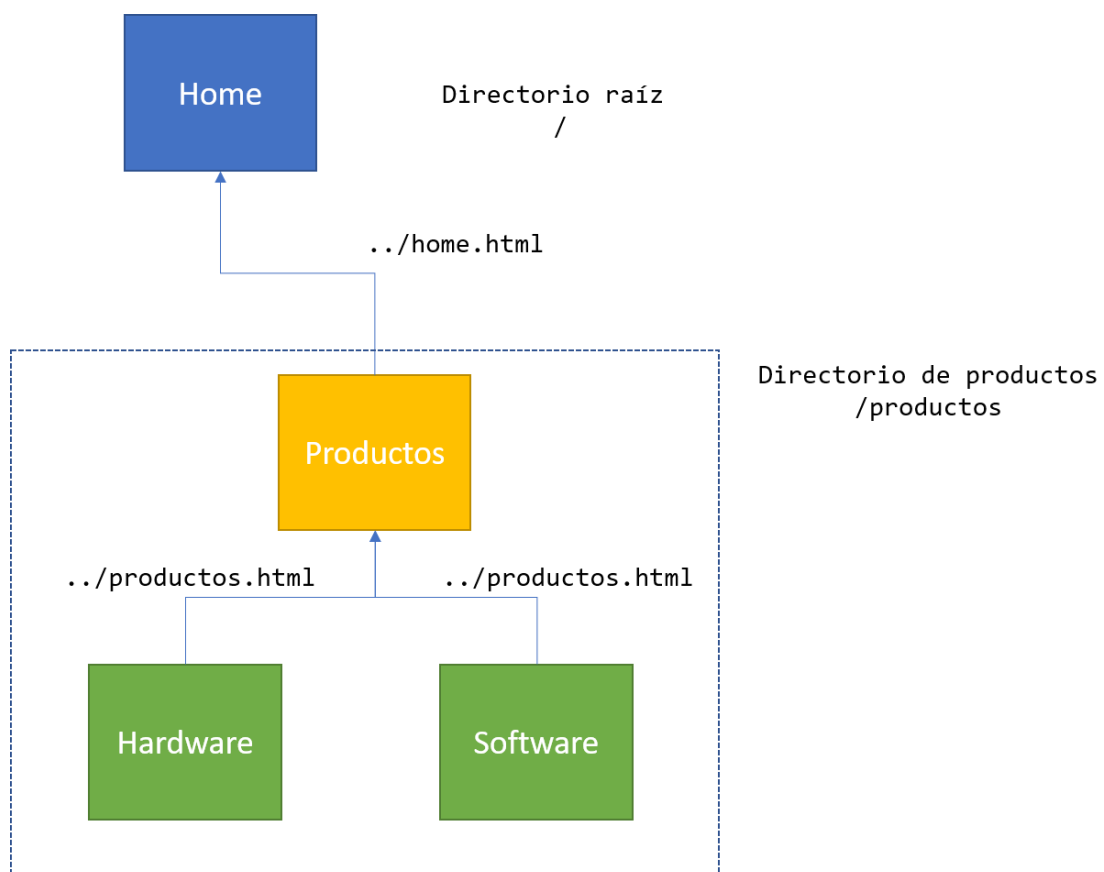 Home
Directorio raíz
/
../home.html
Directorio de productos
/productos
Productos
../productos.html
../productos.html
Hardware
Software